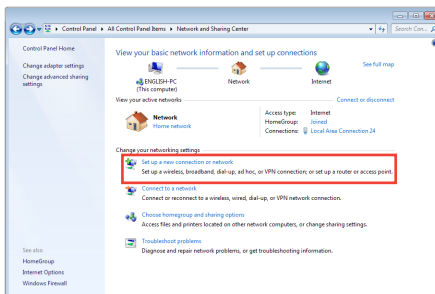 Control Panel
All Control Panel Items
Network and Sharing Center
Search Con...
Control Panel Home
Change adapter settings
Change advanced sharing
settings
View your basic network information and set up connections
See full map
ENGLISH-PC
(This computer)
Network
Internet
View your active networks
Connect or disconnect
Network
Home network
Access type: Internet
HomeGroup: Joined
Connections: Local Area Connection 24
Change your networking settings
Set up a new connection or network
Set up a wireless, broadband, dial-up, ad hoc, or VPN connection; or set up a router or access point.
Connect to a network
Connect or reconnect to a wireless, wired, dial-up, or VPN network connection.
Choose homegroup and sharing options
Access files and printers located on other network computers, or change sharing settings.
Troubleshoot problems
Diagnose and repair network problems, or get troubleshooting information.
See also
HomeGroup
Internet Options
Windows Firewall